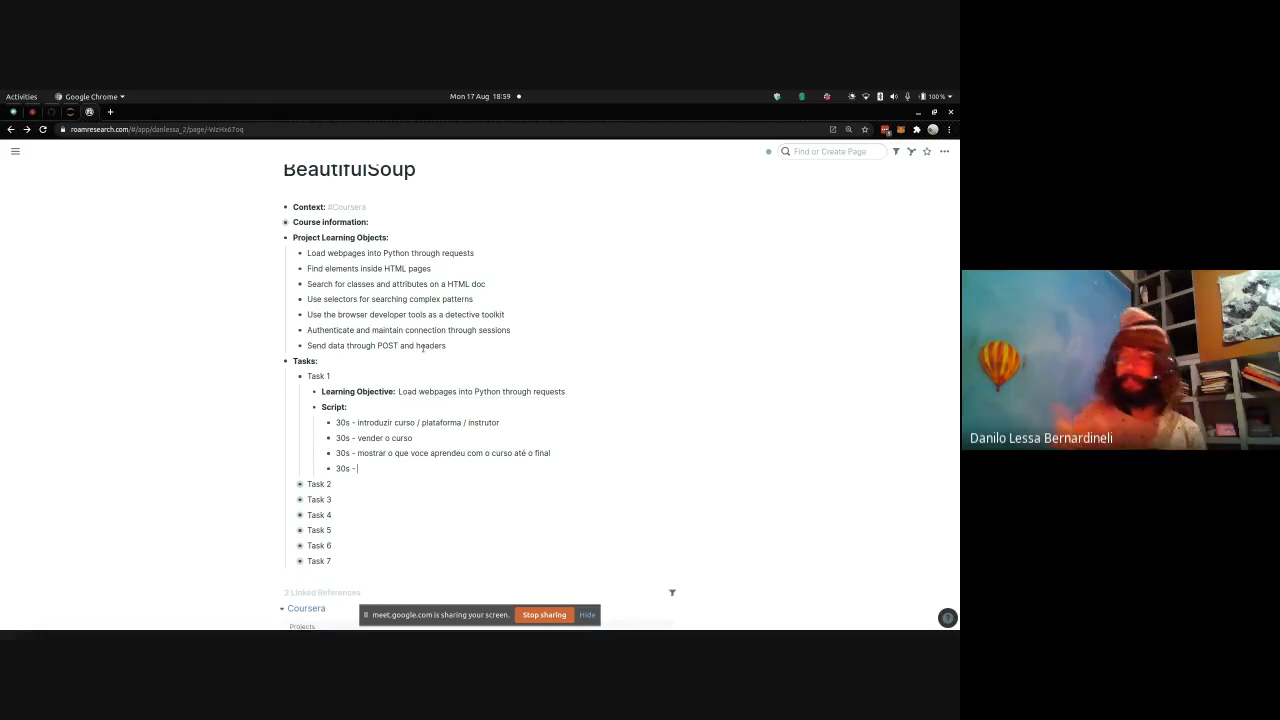 Activities
Google Chrome
Mon 17 Aug 18:59
100 %
roamresearch.com/#/app/danlessa_2/page/-WzHx67oq
Find or Create Page
BeautifulSoup
Context: #Coursera
Course information:
Project Learning Objects:
Load webpages into Python through requests
Find elements inside HTML pages
Search for classes and attributes on a HTML doc
Use selectors for searching complex patterns
Use the browser developer tools as a detective toolkit
Authenticate and maintain connection through sessions
Send data through POST and headers
Tasks:
Task 1
Learning Objective: Load webpages into Python through requests
Script:
30s - introduzir curso / plataforma / instrutor
30s - vender o curso
30s - mostrar o que voce aprendeu com o curso até o final
30s -
Task 2
Task 3
Task 4
Task 5
Task 6
Task 7
2 Linked References
Coursera
Projects
meet.google.com is sharing your screen. Stop sharing Hide
Danilo Lessa Bernardineli